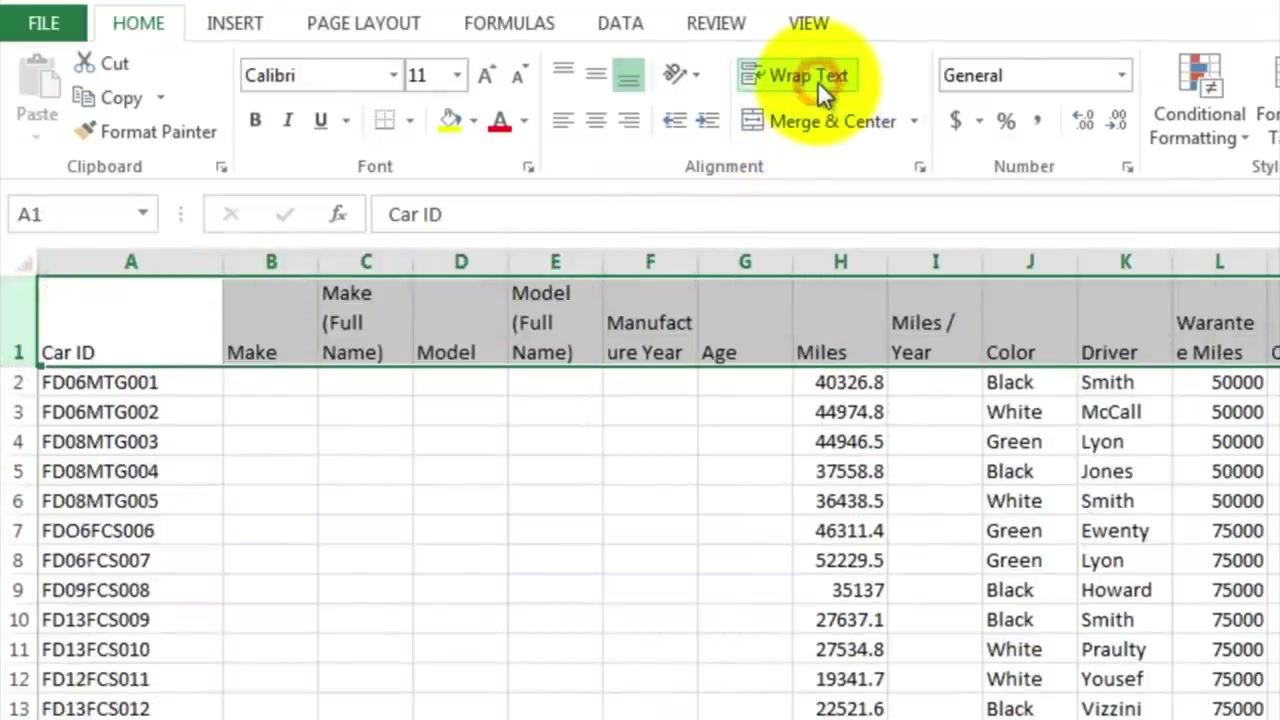 FILE HOME INSERT PAGE LAYOUT FORMULAS DATA REVIEW VIEW
Cut Calibri 11 Wrap Text General
Paste Copy Conditional
Format Painter B I U A Merge & Center $ % Formatting
Clipboard Font Alignment Number
A1 fx Car ID
A B C D E F G H I J K L
1 Car ID Make Make (Full Name) Model Model (Full Name) Manufacture Year Age Miles Miles / Year Color Driver Warantee Miles
2 FD06MTG001 40326.8 Black Smith 50000
3 FD06MTG002 44974.8 White McCall 50000
4 FD08MTG003 44946.5 Green Lyon 50000
5 FD08MTG004 37558.8 Black Jones 50000
6 FD08MTG005 36438.5 White Smith 50000
7 FDO6FCS006 46311.4 Green Ewenty 75000
8 FD06FCS007 52229.5 Green Lyon 75000
9 FD09FCS008 35137 Black Howard 75000
10 FD13FCS009 27637.1 Black Smith 75000
11 FD13FCS010 27534.8 White Praulty 75000
12 FD12FCS011 19341.7 White Yousef 75000
13 FD13FCS012 22521.6 Black Vizzini 75000